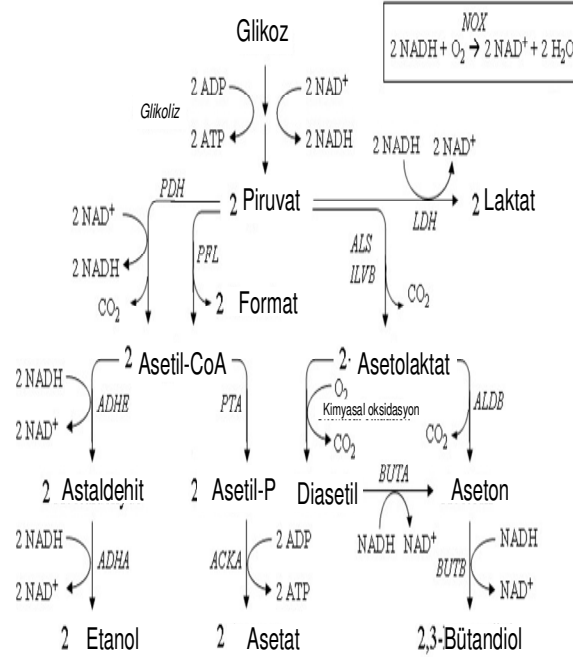 NOX
2 NADH + O₂ → 2 NAD⁺ + 2 H₂O
Glikoz
2 ADP
2 NAD⁺
Glikoliz
2 ATP
2 NADH
2 NADH
2 NAD⁺
PDH
2 Piruvat
2 Laktat
LDH
2 NAD⁺
ALS
PFL
ILVB
2 NADH
CO₂
CO₂
2 Format
2 Asetil-CoA
2· Asetolaktat
2 NADH
O₂
ADHE
PTA
Kimyasal oksidasyon
ALDB
2 NAD⁺
CO₂
CO₂
2 Astaldehit
2 Asetil-P
Diasetil
BUTA
Aseton
2 NADH
2 ADP
NADH NAD⁺
NADH
ADHA
ACKA
BUTB
2 NAD⁺
2 ATP
NAD⁺
2 Etanol
2 Asetat
2,3-Bütandiol